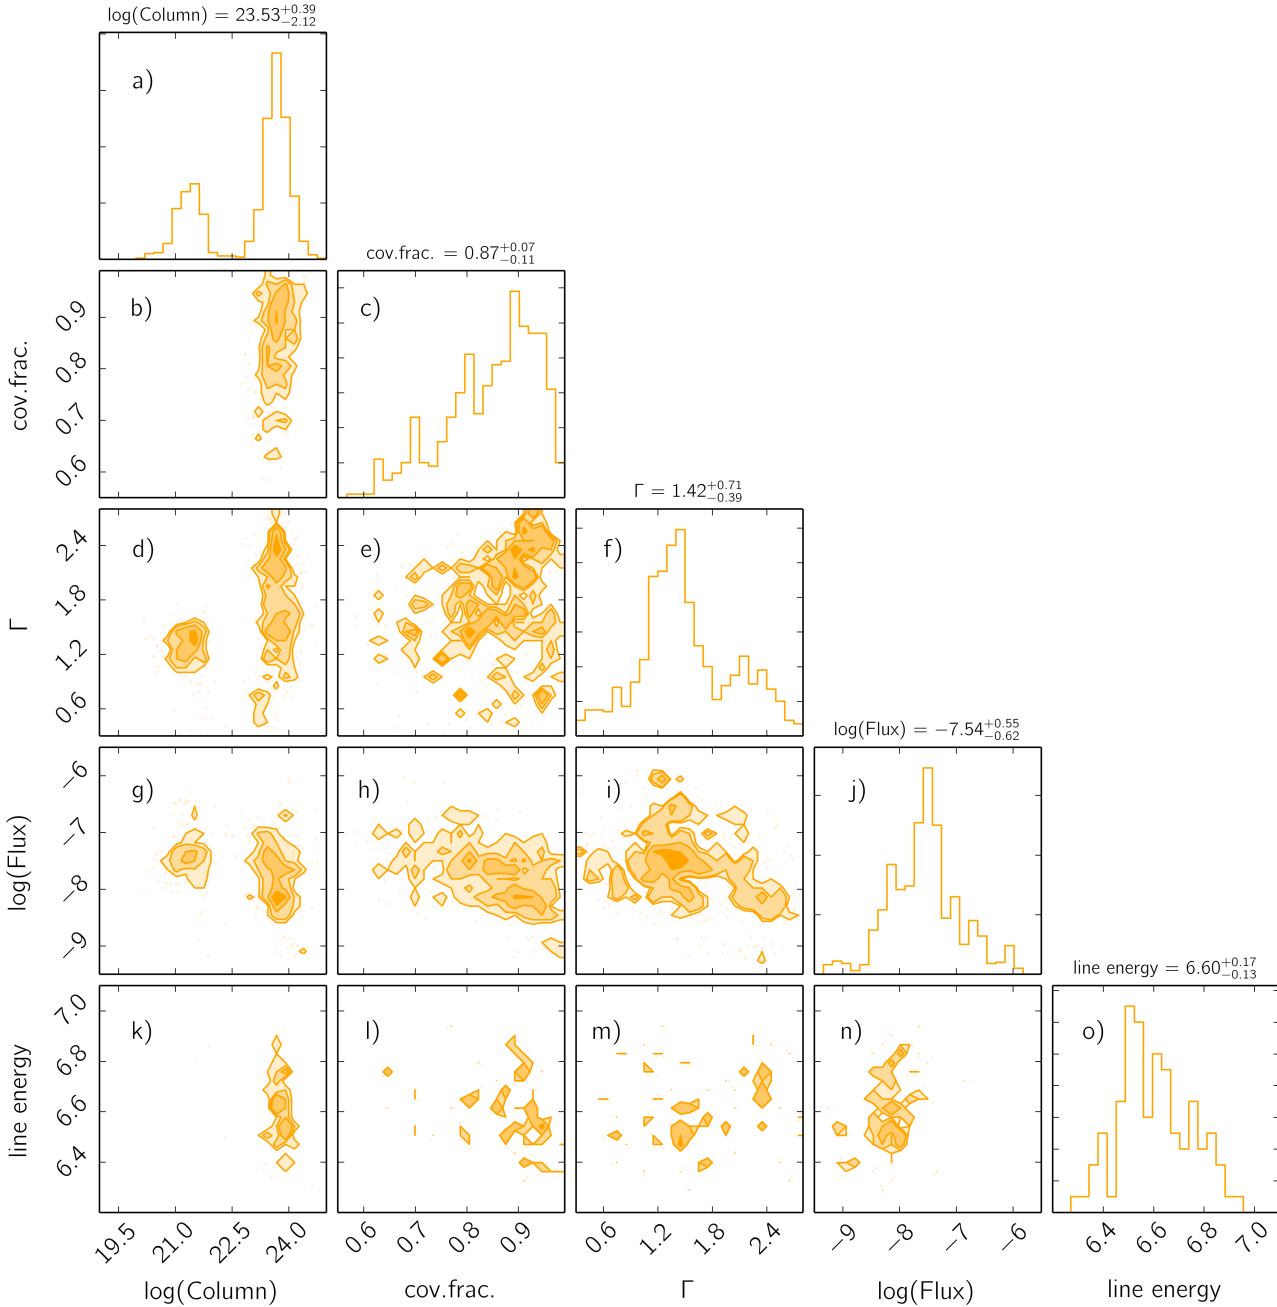 log(Column) = 23.53+0.39 −2.12
a)
cov.frac. = 0.87+0.07 −0.11
cov.frac.
0.9
0.8
0.7
0.6
b)
c)
Γ = 1.42+0.71 −0.39
Γ
2.4
1.8
1.2
0.6
d)
e)
f)
log(Flux) = −7.54+0.55 −0.62
log(Flux)
−6
−7
−8
−9
g)
h)
i)
j)
line energy = 6.60+0.17 −0.13
line energy
7.0
6.8
6.6
6.4
k)
l)
m)
n)
o)
19.5 21.0 22.5 24.0
0.6 0.7 0.8 0.9
0.6 1.2 1.8 2.4
−9 −8 −7 −6
6.4 6.6 6.8 7.0
log(Column)
cov.frac.
Γ
log(Flux)
line energy